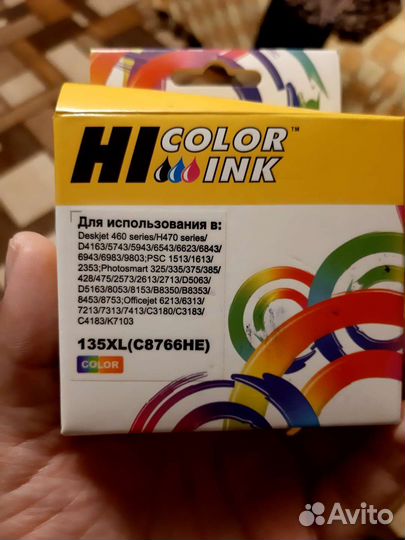 HI COLOR INK™
Для использования в:
Deskjet 460 series/H470 series/
D4163/5743/5943/6543/6623/6843/
6943/6983/9803;PSC 1513/1613/
2353;Photosmart 325/335/375/385/
428/475/2573/2613/2713/D5063/
D5163/8053/8153/B8350/B8353/
8453/8753;Officejet 6213/6313/
7213/7313/7413/C3180/C3183/
C4183/K7103
135XL(C8766HE)
COLOR
Avito